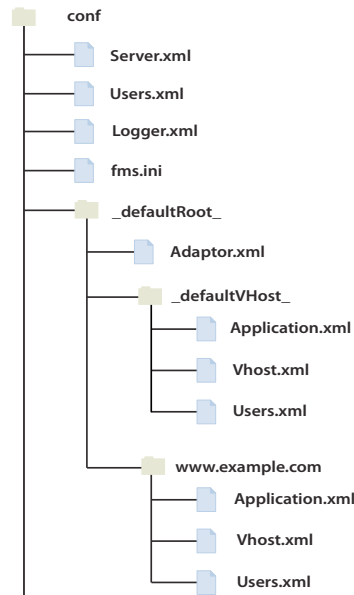 conf
Server.xml
Users.xml
Logger.xml
fms.ini
_defaultRoot_
Adaptor.xml
_defaultVHost_
Application.xml
Vhost.xml
Users.xml
www.example.com
Application.xml
Vhost.xml
Users.xml